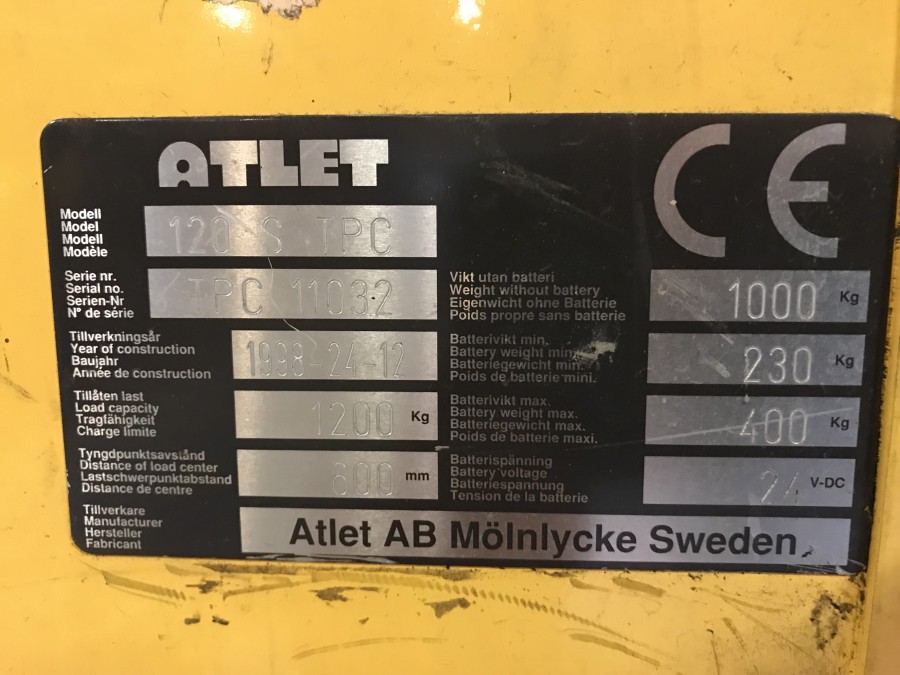 ATLET
CE
Modell
Model
Modell
Modèle
120 S TPC
Serie nr.
Serial no.
Serien-Nr
N° de série
TPC 11032
Tillverkningsår
Year of construction
Baujahr
Année de construction
1998-24-12
Tillåten last
Load capacity
Tragfähigkeit
Charge limite
1200 Kg
Tyngdpunktsavstånd
Distance of load center
Lastschwerpunktabstand
Distance de centre
600 mm
Vikt utan batteri
Weight without battery
Eigenwicht ohne Batterie
Poids propre sans batterie
1000 Kg
Batterivikt min.
Battery weight min.
Batteriegewicht min.
Poids de batterie mini.
230 Kg
Batterivikt max.
Battery weight max.
Batteriegewicht max.
Poids de batterie maxi.
400 Kg
Batterispänning
Battery voltage
Batteriespannung
Tension de la batterie
24 V-DC
Tillverkare
Manufacturer
Hersteller
Fabricant
Atlet AB Mölnlycke Sweden